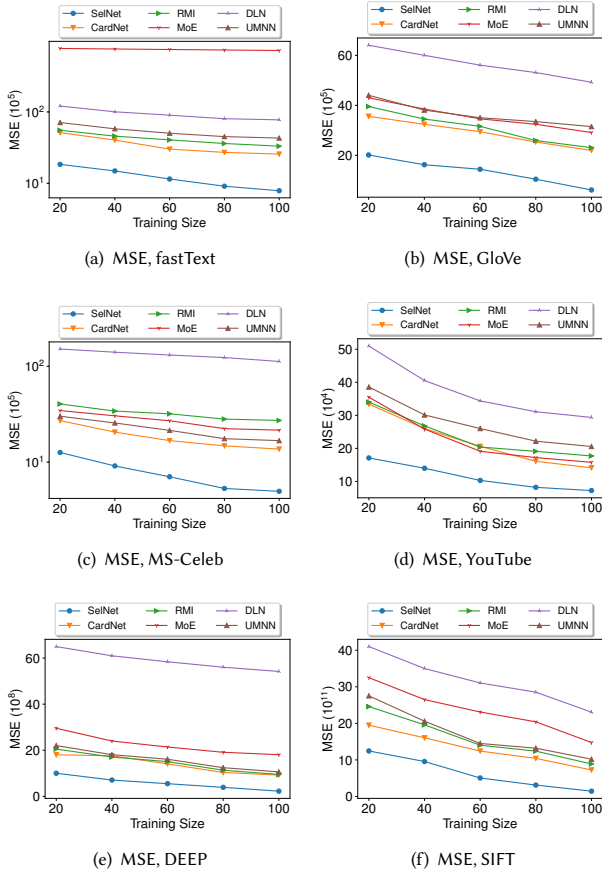 SelNet RMI DLN
CardNet MoE UMNN
MSE (10^5)
10^2
10^1
20 40 60 80 100
Training Size
(a) MSE, fastText
SelNet RMI DLN
CardNet MoE UMNN
MSE (10^5)
60
40
20
20 40 60 80 100
Training Size
(b) MSE, GloVe
SelNet RMI DLN
CardNet MoE UMNN
MSE (10^5)
10^2
10^1
20 40 60 80 100
Training Size
(c) MSE, MS-Celeb
SelNet RMI DLN
CardNet MoE UMNN
MSE (10^4)
50
40
30
20
10
20 40 60 80 100
Training Size
(d) MSE, YouTube
SelNet RMI DLN
CardNet MoE UMNN
MSE (10^8)
60
40
20
0
20 40 60 80 100
Training Size
(e) MSE, DEEP
SelNet RMI DLN
CardNet MoE UMNN
MSE (10^11)
40
30
20
10
0
20 40 60 80 100
Training Size
(f) MSE, SIFT